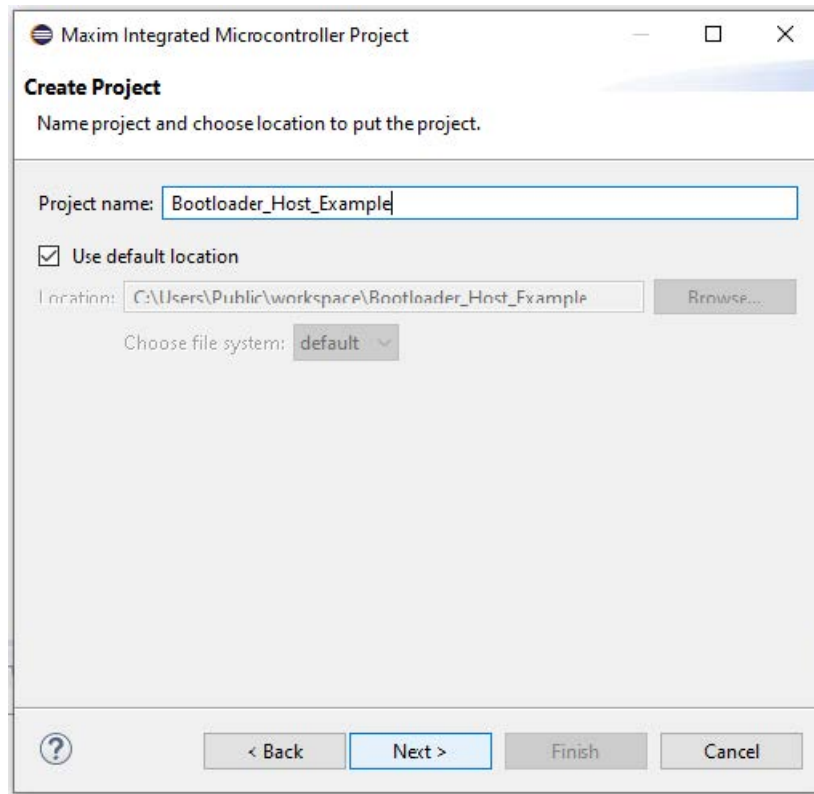 Maxim Integrated Microcontroller Project
Create Project
Name project and choose location to put the project.
Project name: Bootloader_Host_Example
Use default location
Location: C:\Users\Public\workspace\Bootloader_Host_Example Browse...
Choose file system: default
< Back Next > Finish Cancel